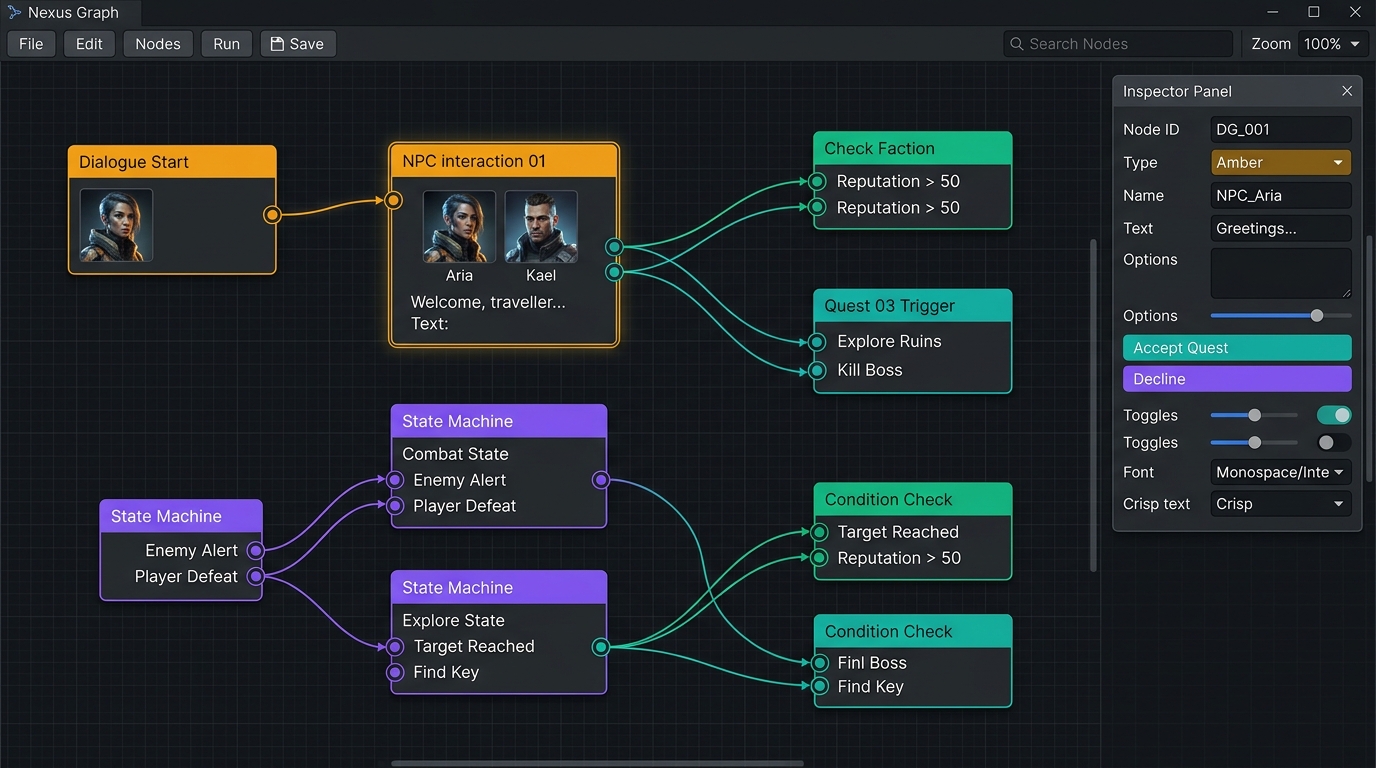 Nexus Graph
File
Edit
Nodes
Run
Save
Search Nodes
Zoom
100%
Dialogue Start
NPC interaction 01
Aria
Kael
Welcome, traveller...
Text:
Check Faction
Reputation > 50
Reputation > 50
Quest 03 Trigger
Explore Ruins
Kill Boss
State Machine
Enemy Alert
Player Defeat
State Machine
Combat State
Enemy Alert
Player Defeat
State Machine
Explore State
Target Reached
Find Key
Condition Check
Target Reached
Reputation > 50
Condition Check
Finl Boss
Find Key
Inspector Panel
Node ID DG_001
Type Amber
Name NPC_Aria
Text Greetings...
Options
Options
Accept Quest
Decline
Toggles
Toggles
Font Monospace/Inte
Crisp text Crisp